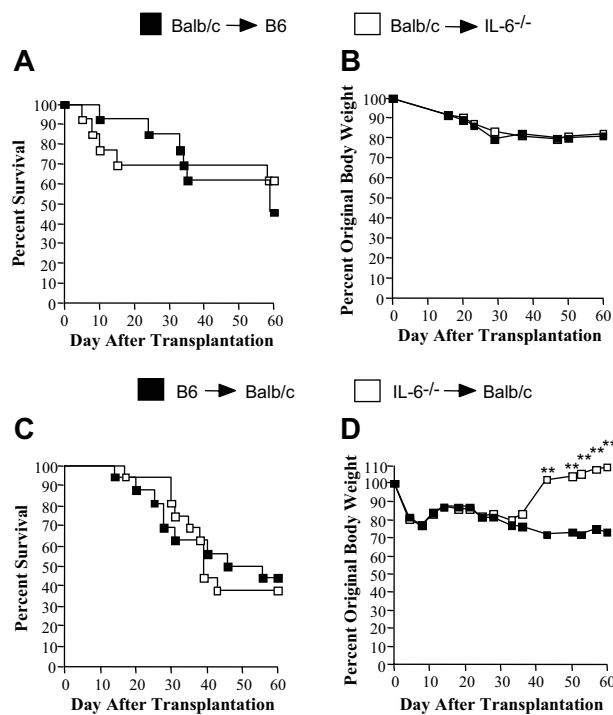 Balb/c → B6
Balb/c → IL-6-/-
A
B
Percent Survival
100
90
80
70
60
50
40
30
20
10
0
0 10 20 30 40 50 60
Day After Transplantation
Percent Original Body Weight
100
90
80
70
60
50
40
30
20
10
0
0 10 20 30 40 50 60
Day After Transplantation
B6 → Balb/c
IL-6-/- → Balb/c
C
D
Percent Survival
100
90
80
70
60
50
40
30
20
10
0
0 10 20 30 40 50 60
Day After Transplantation
Percent Original Body Weight
110
100
90
80
70
60
50
40
30
20
10
0
** ** ** ** **
0 10 20 30 40 50 60
Day After Transplantation